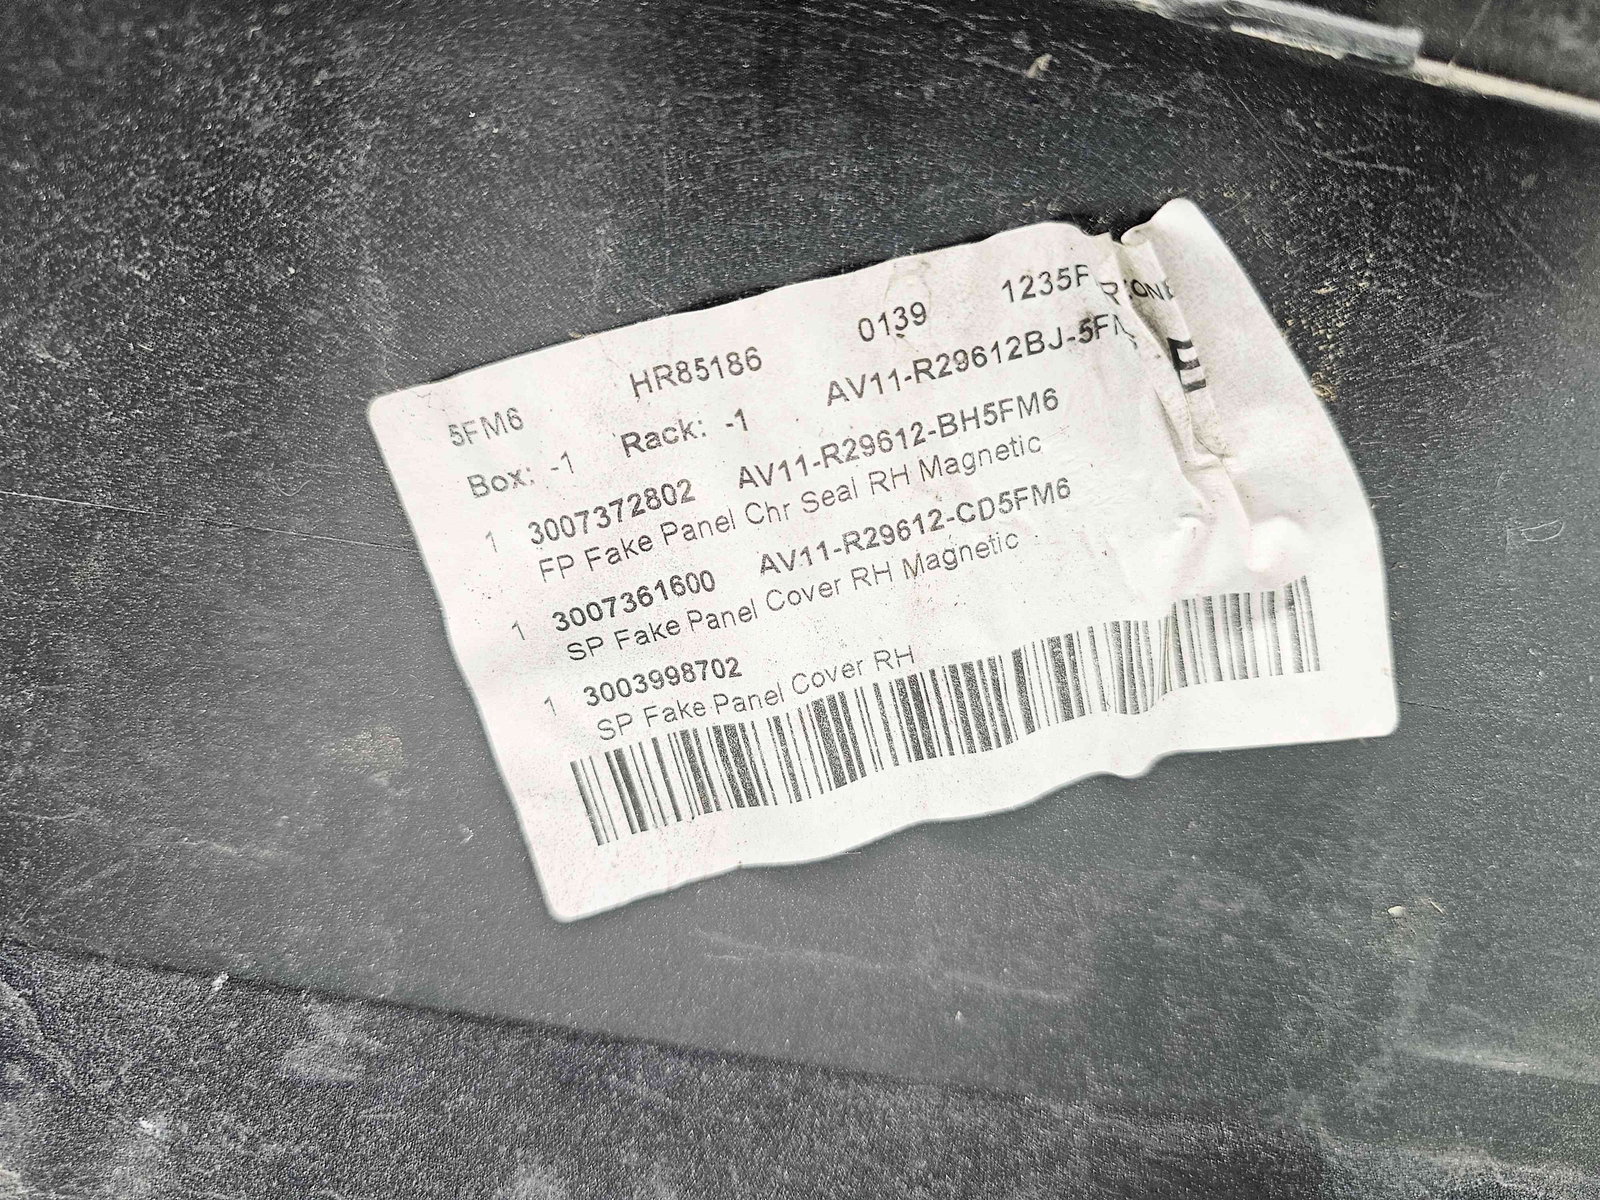 5FM6 HR85186 0139 1235F
Box: -1 Rack: -1 AV11-R29612BJ-5FM
1 3007372802 AV11-R29612-BH5FM6
FP Fake Panel Chr Seal RH Magnetic
1 3007361600 AV11-R29612-CD5FM6
SP Fake Panel Cover RH Magnetic
1 3003998702
SP Fake Panel Cover RH